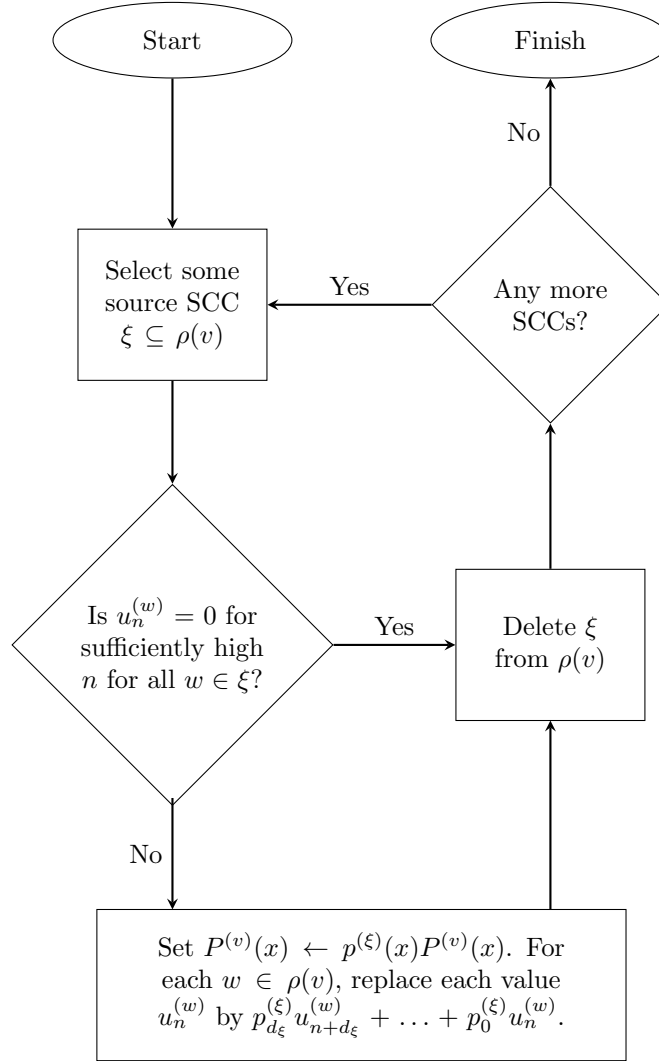 Start
Finish
No
Select some
source SCC
ξ ⊆ ρ(v)
Yes
Any more
SCCs?
Is u_n^{(w)} = 0 for
sufficiently high
n for all w ∈ ξ?
Yes
Delete ξ
from ρ(v)
No
Set P^{(v)}(x) ← p^{(ξ)}(x)P^{(v)}(x). For
each w ∈ ρ(v), replace each value
u_n^{(w)} by p_{d_ξ}^{(ξ)} u_{n+d_ξ}^{(w)} + … + p_0^{(ξ)} u_n^{(w)}.